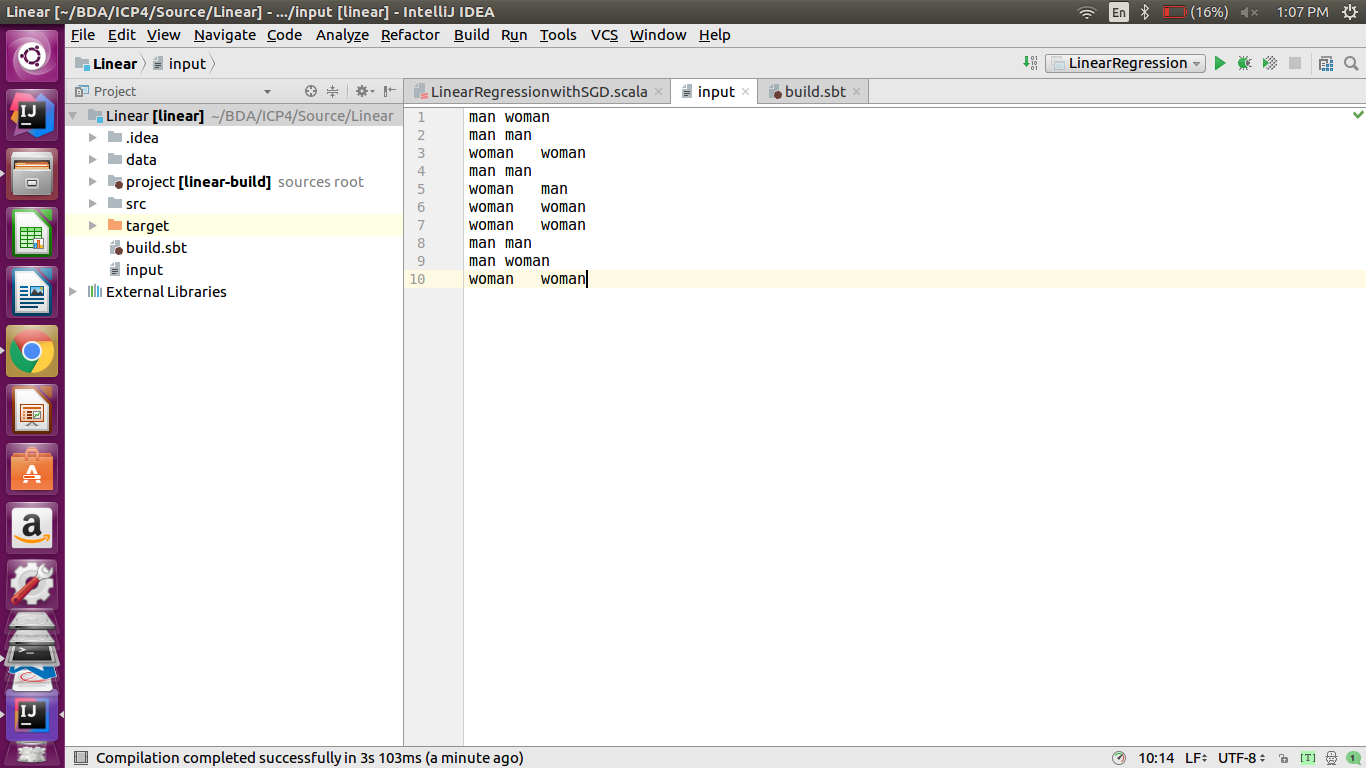 Linear [~/BDA/ICP4/Source/Linear] - .../input [linear] - IntelliJ IDEA
En
(16%)
1:07 PM
File Edit View Navigate Code Analyze Refactor Build Run Tools VCS Window Help
Linear input
LinearRegression
Project
LinearRegressionwithSGD.scala input build.sbt
Linear [linear] ~/BDA/ICP4/Source/Linear
.idea
data
project [linear-build] sources root
src
target
build.sbt
input
External Libraries
1 man woman
2 man man
3 woman woman
4 man man
5 woman man
6 woman woman
7 woman woman
8 man man
9 man woman
10 woman woman
IJ
A
a
IJ
Compilation completed successfully in 3s 103ms (a minute ago)
10:14 LF UTF-8 [T] 1